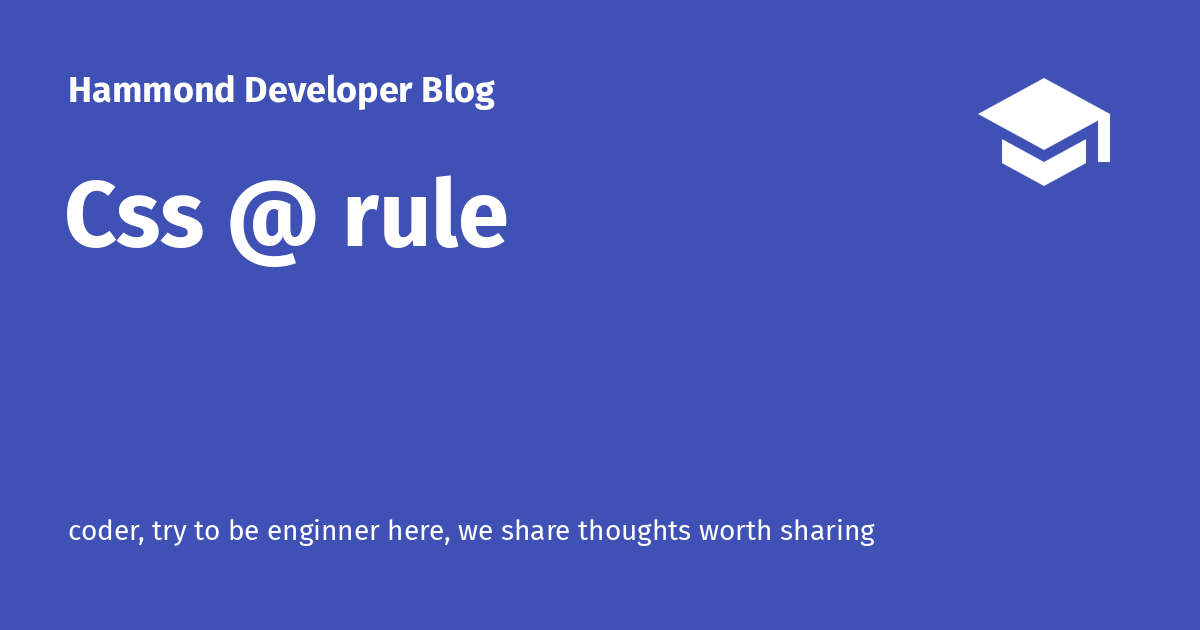 Hammond Developer Blog
Css @ rule
coder, try to be enginner here, we share thoughts worth sharing